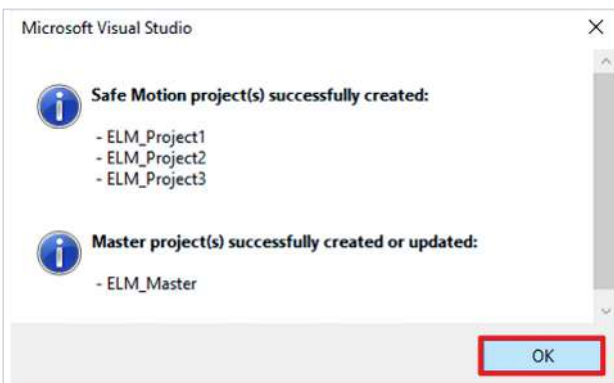 Microsoft Visual Studio
Safe Motion project(s) successfully created:
- ELM_Project1
- ELM_Project2
- ELM_Project3
Master project(s) successfully created or updated:
- ELM_Master
OK